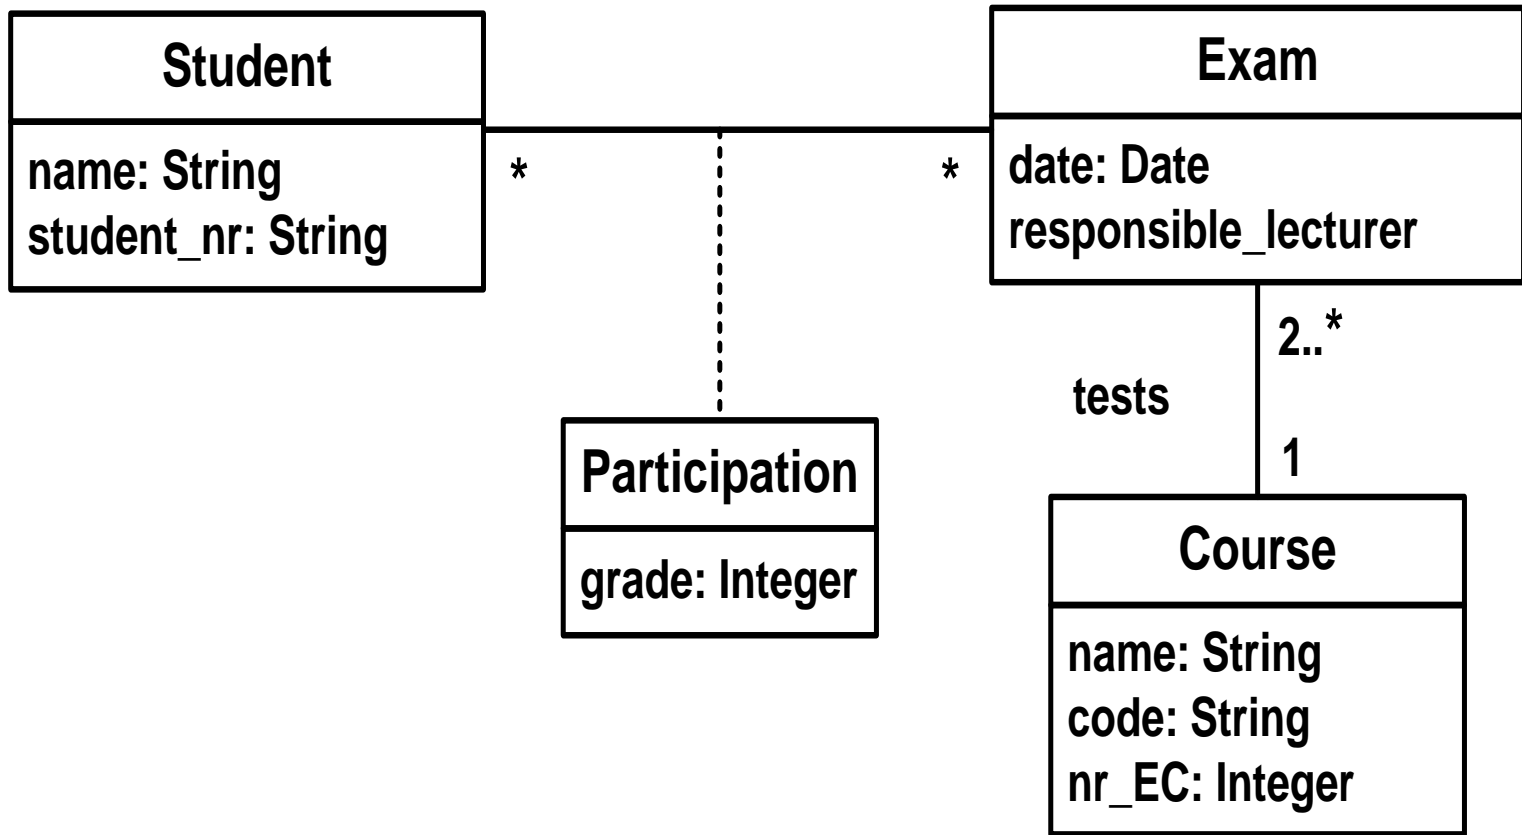 Student
name: String
student_nr: String
*
*
Exam
date: Date
responsible_lecturer
2..*
tests
1
Participation
grade: Integer
Course
name: String
code: String
nr_EC: Integer